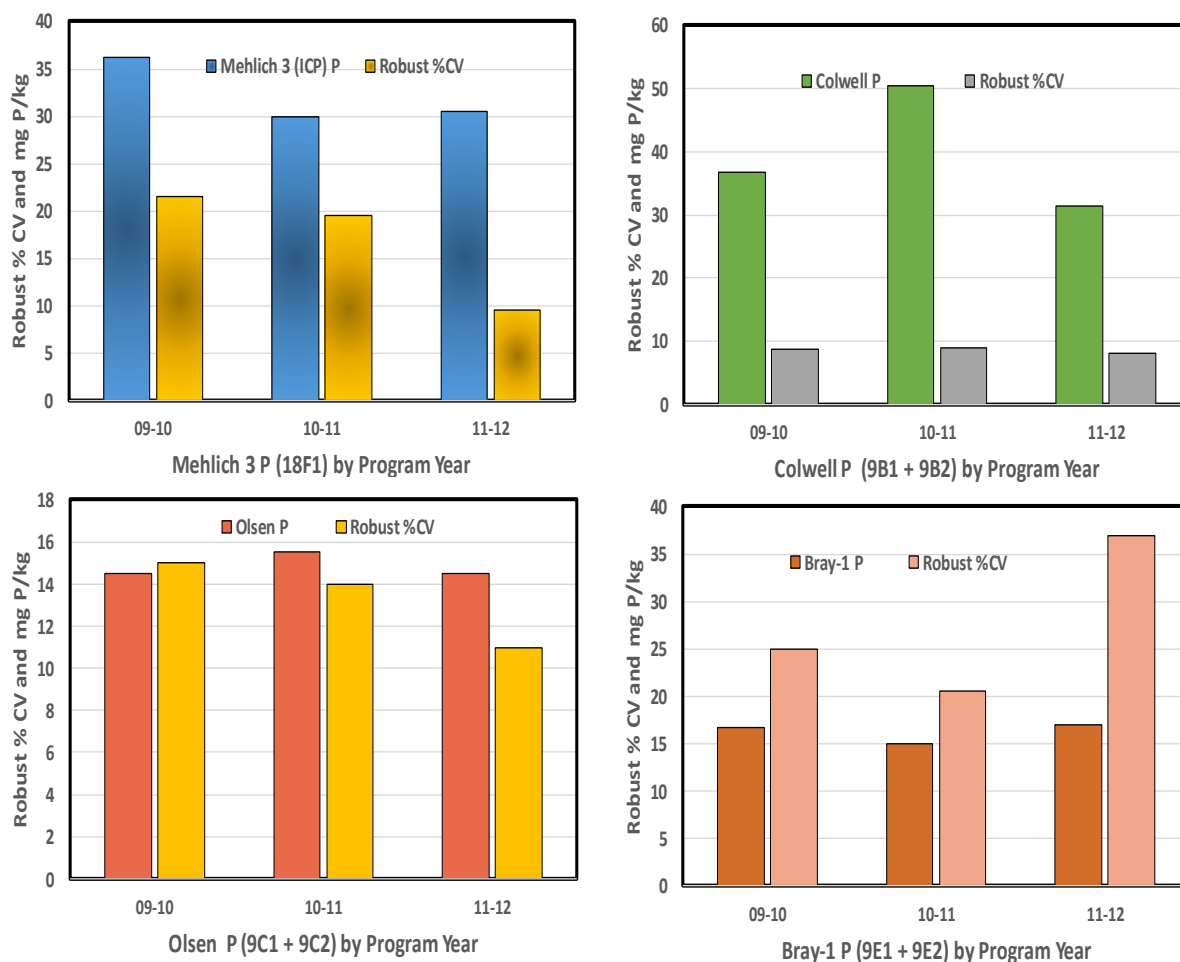 Robust % CV and mg P/kg
40
35
30
25
20
15
10
5
0
Mehlich 3 (ICP) P
Robust %CV
09-10
10-11
11-12
Mehlich 3 P (18F1) by Program Year
Robust % CV and mg P/kg
60
50
40
30
20
10
0
Colwell P
Robust %CV
09-10
10-11
11-12
Colwell P (9B1 + 9B2) by Program Year
Robust % CV and mg P/kg
18
16
14
12
10
8
6
4
2
0
Olsen P
Robust %CV
09-10
10-11
11-12
Olsen P (9C1 + 9C2) by Program Year
Robust % CV and mg P/kg
40
35
30
25
20
15
10
5
0
Bray-1 P
Robust %CV
09-10
10-11
11-12
Bray-1 P (9E1 + 9E2) by Program Year